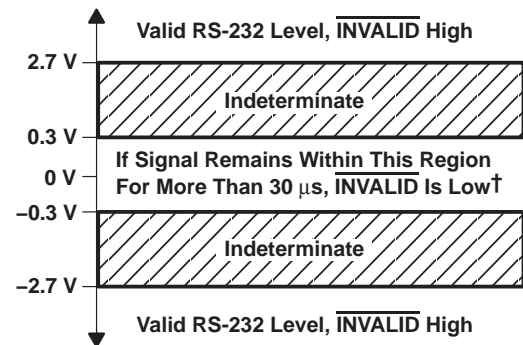 Valid RS-232 Level, INVALID High
2.7 V
Indeterminate
0.3 V
If Signal Remains Within This Region
0 V
For More Than 30 μs, INVALID Is Low†
−0.3 V
Indeterminate
−2.7 V
Valid RS-232 Level, INVALID High